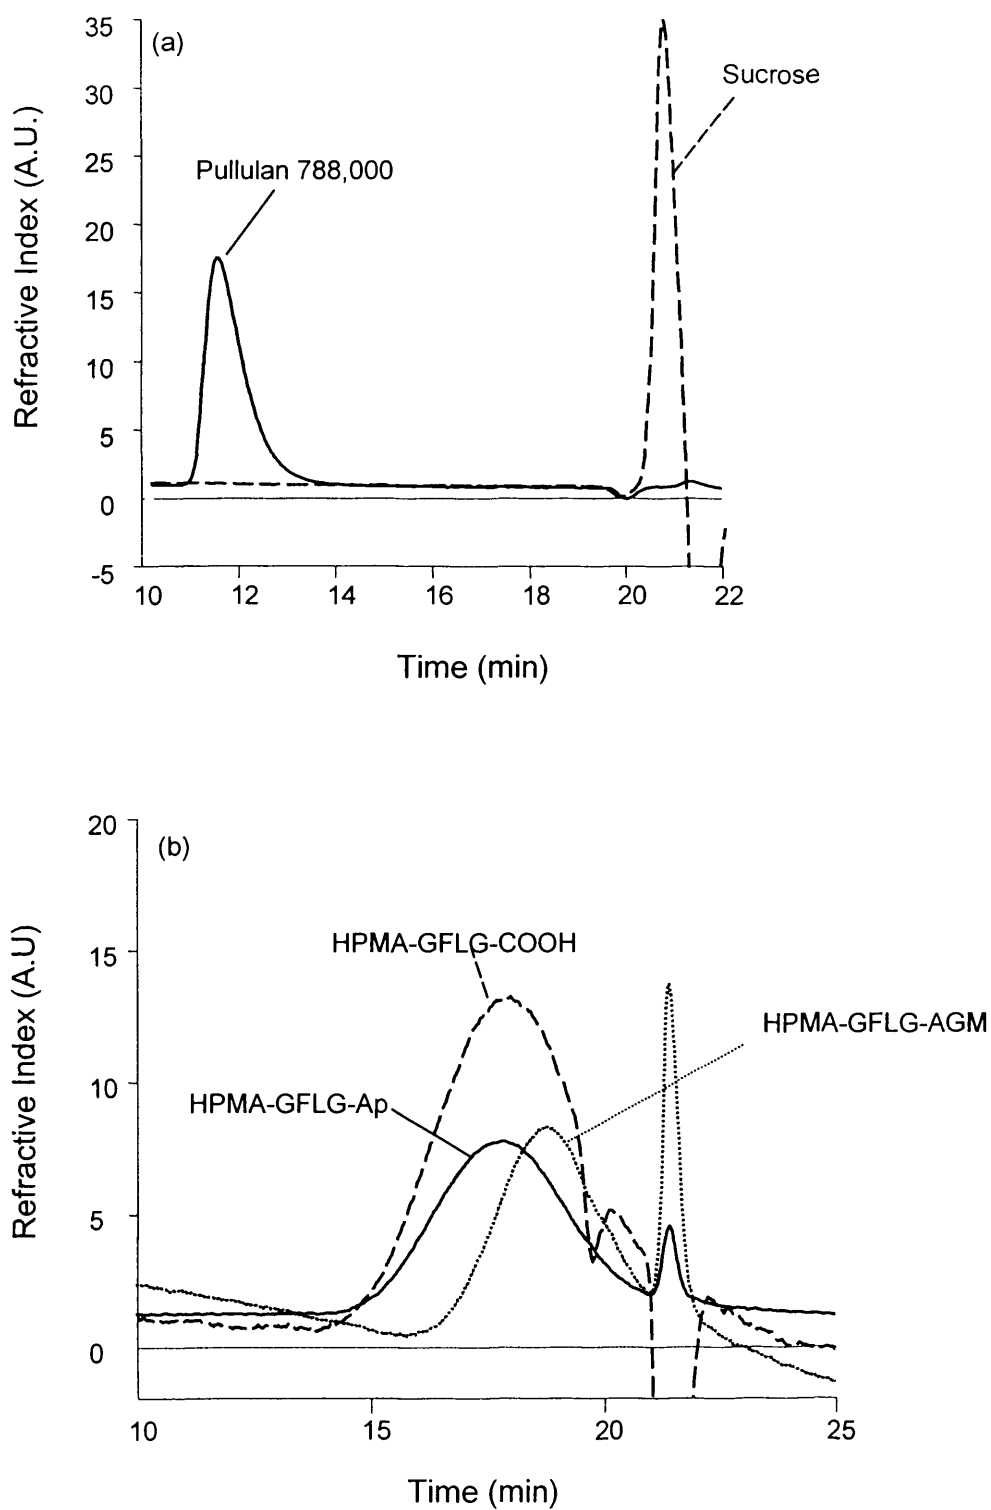 35
(a)
Sucrose
30
25
Pullulan 788,000
20
15
10
5
0
-5
Refractive Index (A.U.)
10 12 14 16 18 20 22
Time (min)
20
(b)
HPMA-GFLG-COOH
15
HPMA-GFLG-AGM
10
HPMA-GFLG-Ap
5
0
Refractive Index (A.U)
10 15 20 25
Time (min)